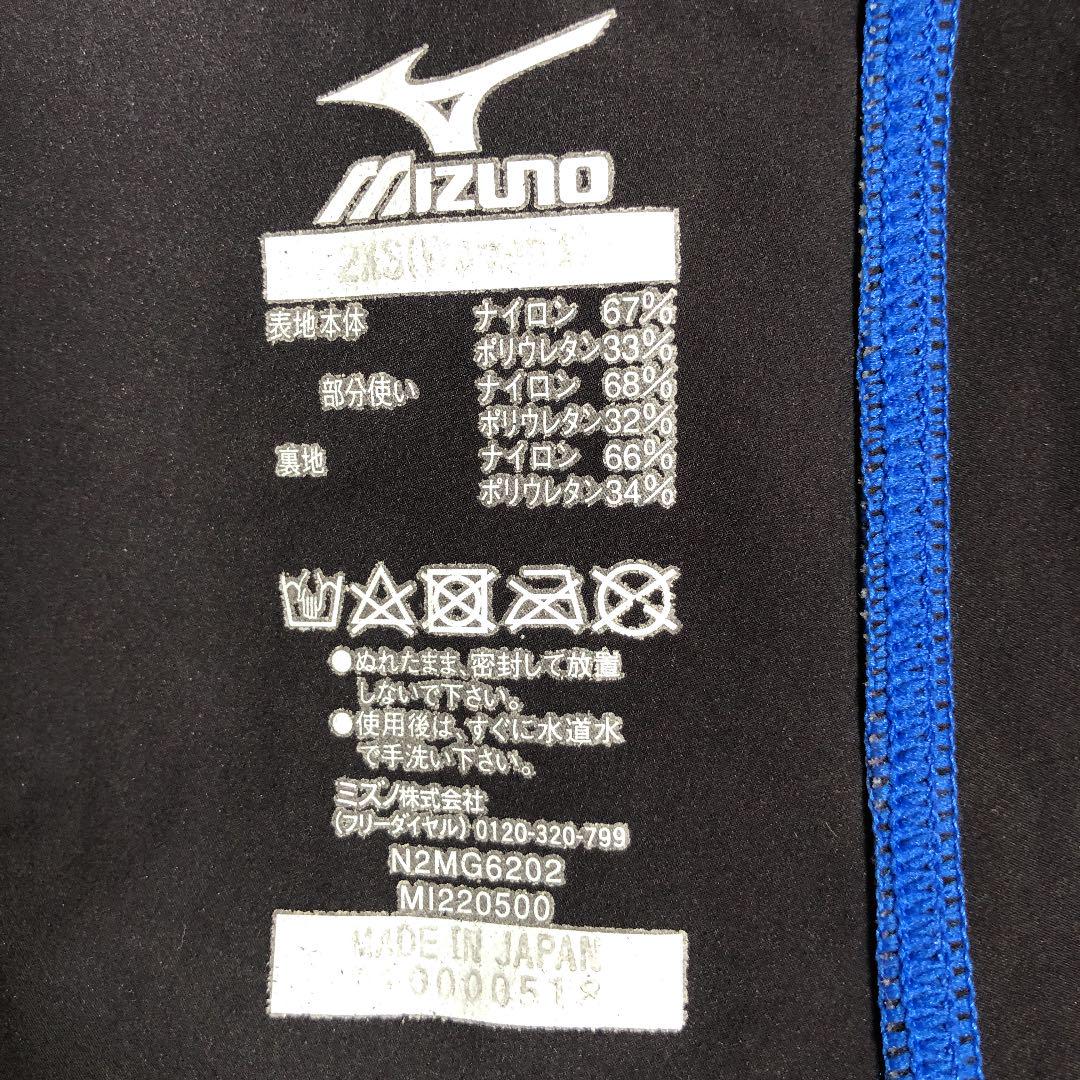 MIZUNO
2XS
表地本体 ナイロン 67%
ポリウレタン33%
部分使い ナイロン 68%
ポリウレタン32%
裏地 ナイロン 66%
ポリウレタン34%
●ぬれたまま、密封して放置
しないで下さい。
●使用後は、すぐに水道水
で手洗い下さい。
ミズノ株式会社
(フリーダイヤル) 0120-320-799
N2MG6202
MI220500
MADE IN JAPAN